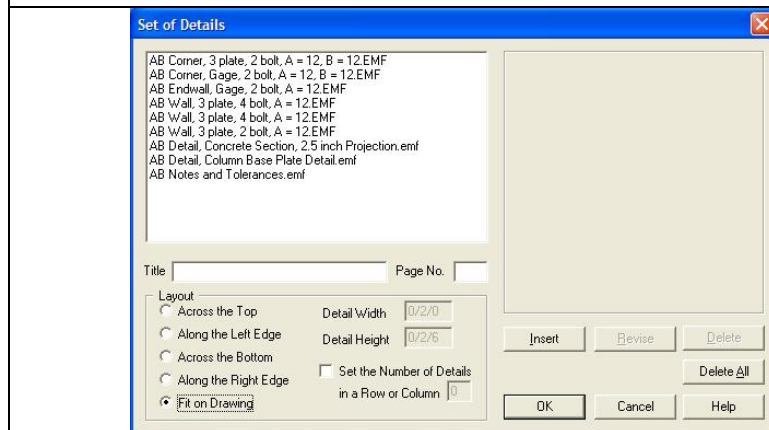 Set of Details
AB Corner, 3 plate, 2 bolt, A = 12, B = 12.EMF
AB Corner, Gage, 2 bolt, A = 12, B = 12.EMF
AB Endwall, Gage, 2 bolt, A = 12.EMF
AB Wall, 3 plate, 4 bolt, A = 12.EMF
AB Wall, 3 plate, 4 bolt, A = 12.EMF
AB Wall, 3 plate, 2 bolt, A = 12.EMF
AB Detail, Concrete Section, 2.5 inch Projection.emf
AB Detail, Column Base Plate Detail.emf
AB Notes and Tolerances.emf
Title Page No.
Layout
Across the Top Detail Width 0/2/0
Along the Left Edge Detail Height 0/2/6
Across the Bottom Set the Number of Details
Along the Right Edge in a Row or Column 0
Fit on Drawing
Insert Revise Delete
Delete All
OK Cancel Help